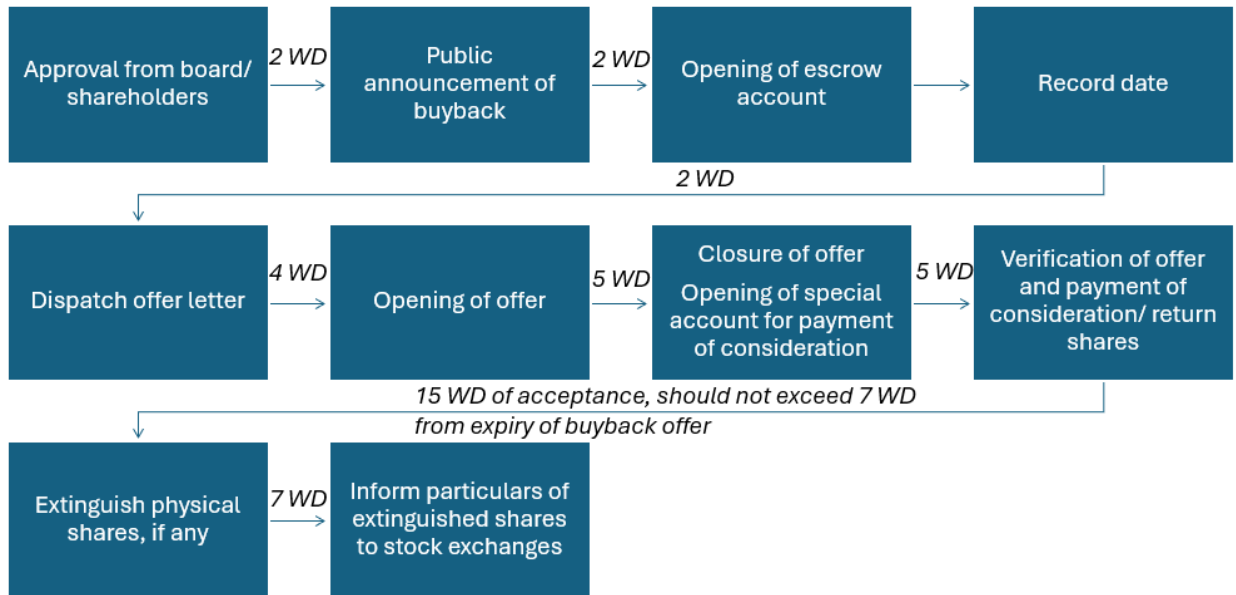 Approval from board/
shareholders
2 WD
Public
announcement of
buyback
2 WD
Opening of escrow
account
Record date
2 WD
Dispatch offer letter
4 WD
Opening of offer
5 WD
Closure of offer
Opening of special
account for payment
of consideration
5 WD
Verification of offer
and payment of
consideration/ return
shares
15 WD of acceptance, should not exceed 7 WD
from expiry of buyback offer
Extinguish physical
shares, if any
7 WD
Inform particulars of
extinguished shares
to stock exchanges